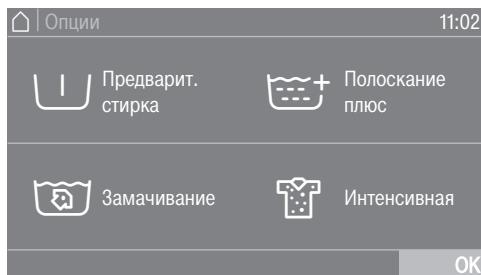 Опции
11:02
Предварит.
стирка
Полоскание
плюс
Замачивание
Интенсивная
OK